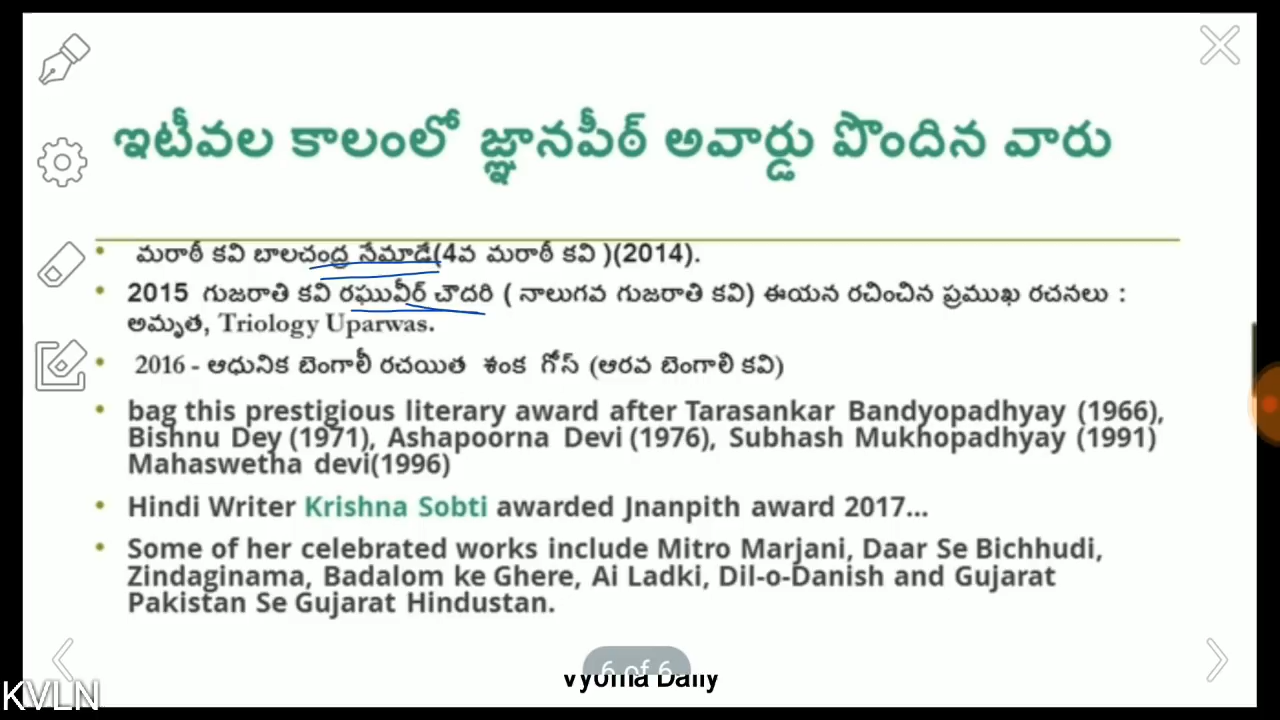 ఇటీవల కాలంలో జ్ఞానపీఠ్ అవార్డు పొందిన వారు
• మరాఠీ కవి బాలచంద్ర నేమాడే(4వ మరాఠీ కవి )(2014).
• 2015 గుజరాతి కవి రఘువీర్ చౌదరి ( నాలుగవ గుజరాతి కవి) ఈయన రచించిన ప్రముఖ రచనలు :
అమృత, Triology Uparwas.
• 2016 - ఆధునిక బెంగాలీ రచయిత శంక గోస్ (ఆరవ బెంగాలి కవి)
• bag this prestigious literary award after Tarasankar Bandyopadhyay (1966),
Bishnu Dey (1971), Ashapoorna Devi (1976), Subhash Mukhopadhyay (1991)
Mahaswetha devi(1996)
• Hindi Writer Krishna Sobti awarded Jnanpith award 2017...
• Some of her celebrated works include Mitro Marjani, Daar Se Bichhudi,
Zindaginama, Badalom ke Ghere, Ai Ladki, Dil-o-Danish and Gujarat
Pakistan Se Gujarat Hindustan.
6 of 6
Vyoma Daily
KVLN